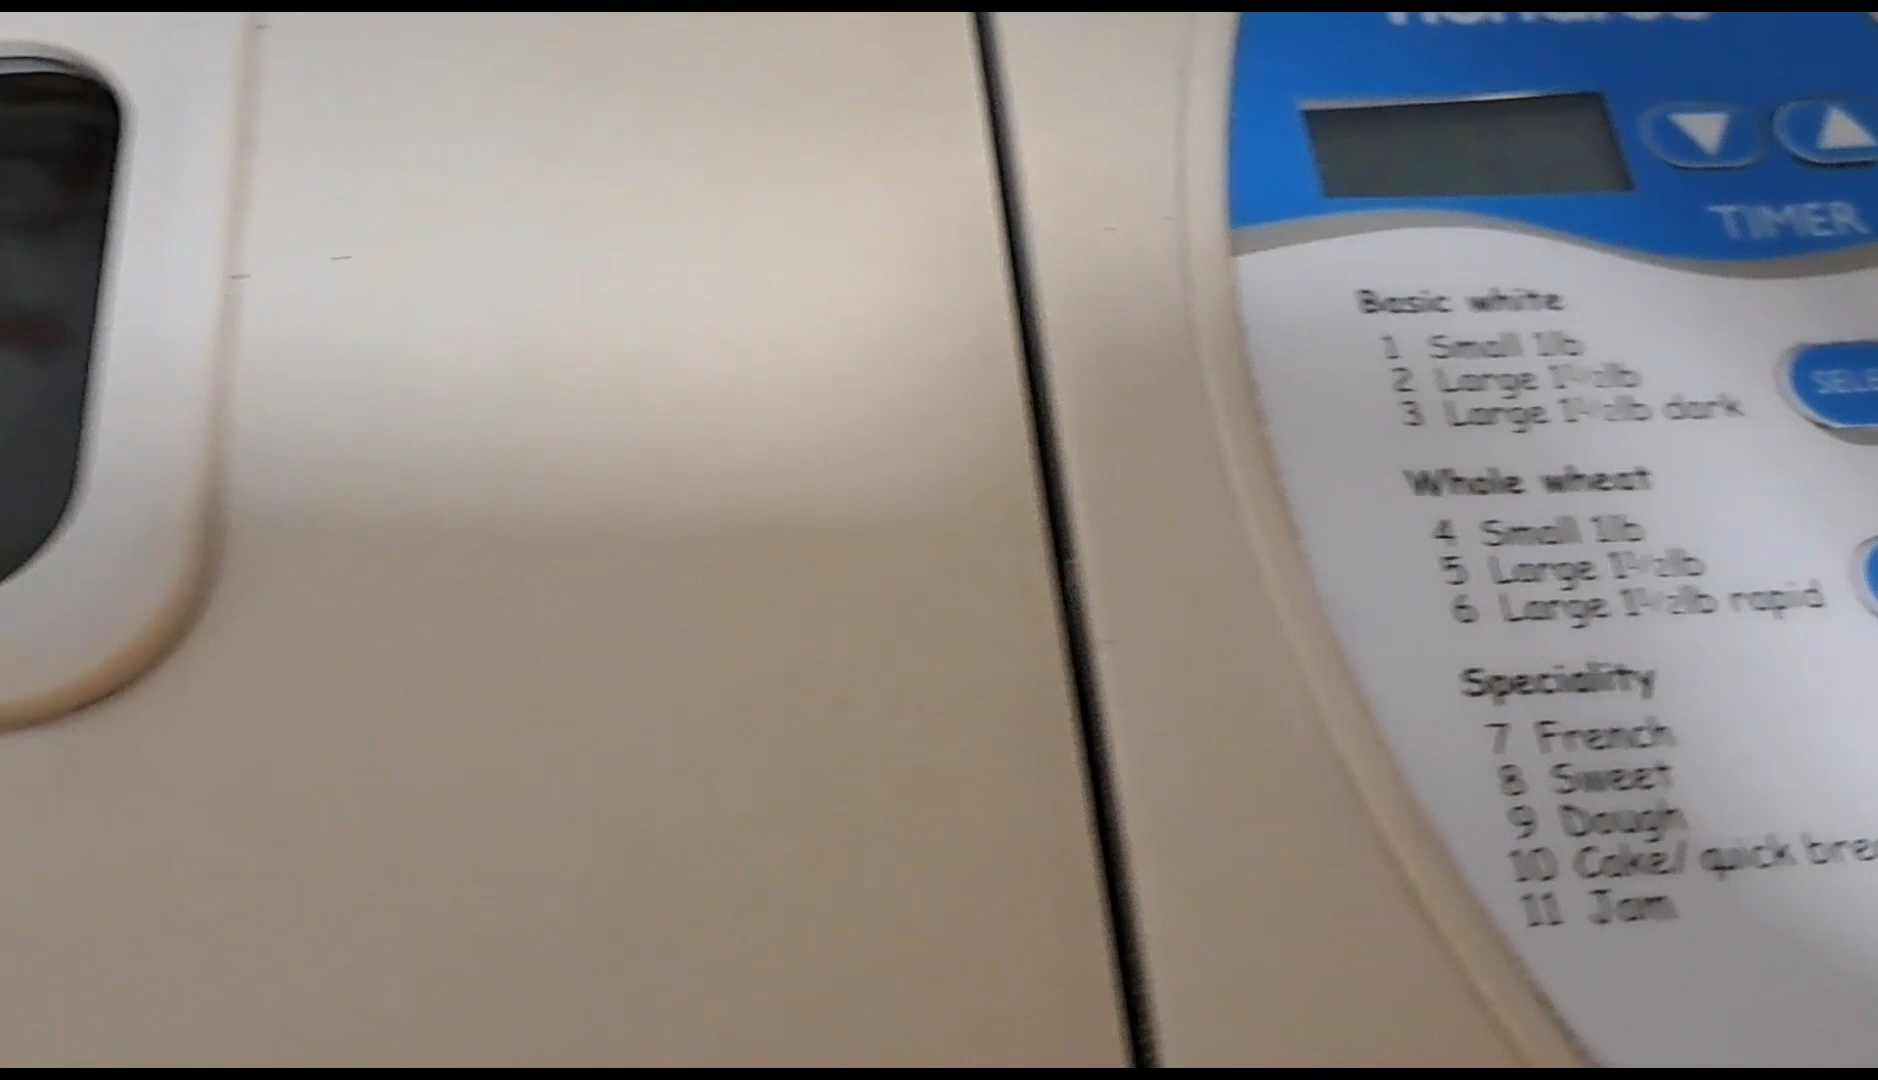 TIMER
Basic white
1 Small 1lb
2 Large 1½lb
3 Large 1½lb dark
Whole wheat
4 Small 1lb
5 Large 1½lb
6 Large 1½lb rapid
Speciality
7 French
8 Sweet
9 Dough
10 Cake/ quick brea
11 Jam
SELE